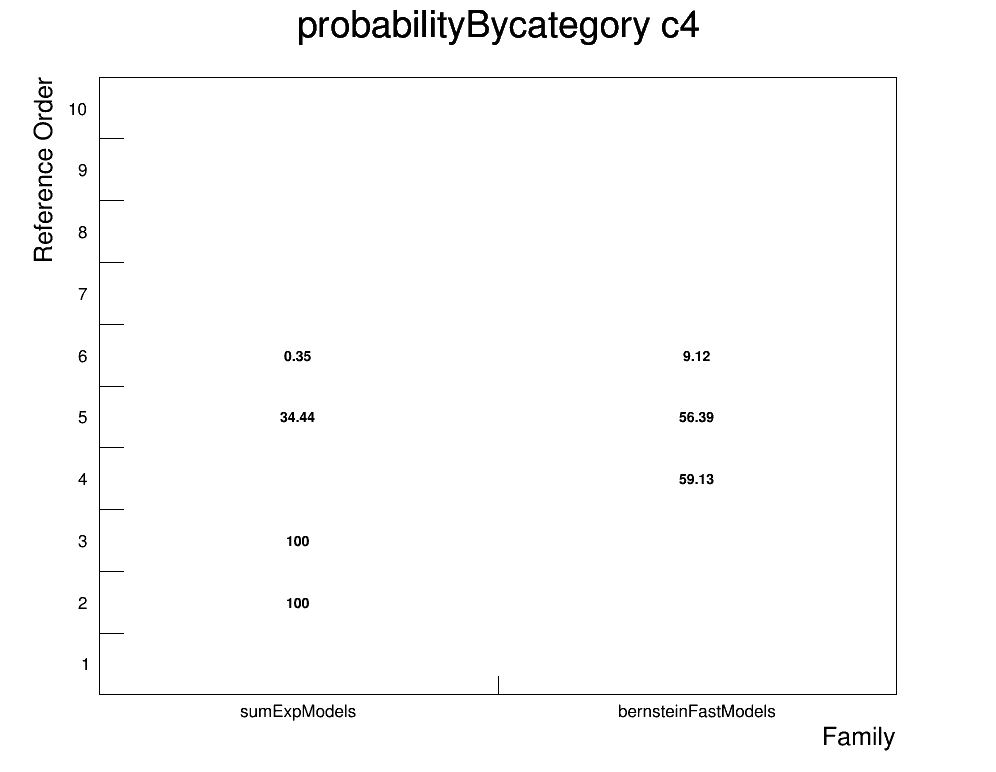 probabilityBycategory c4
Reference Order
10
9
8
7
6 0.35 9.12
5 34.44 56.39
4 59.13
3 100
2 100
1
sumExpModels bernsteinFastModels
Family